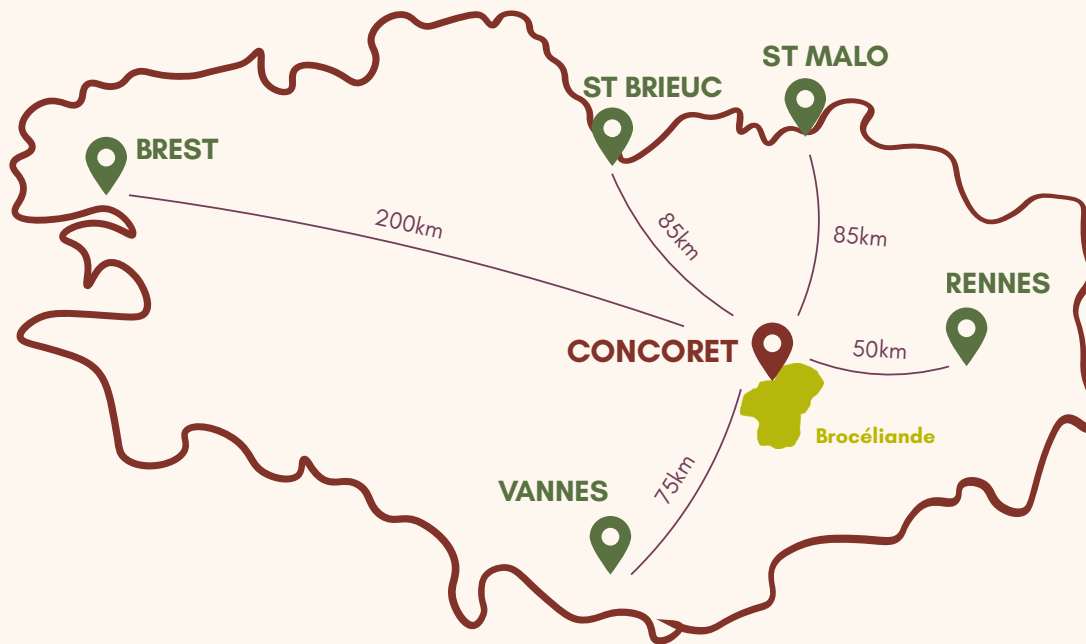 ST MALO
ST BRIEUC
BREST
200km
85km
85km
RENNES
CONCORET
50km
Brocéliande
75km
VANNES